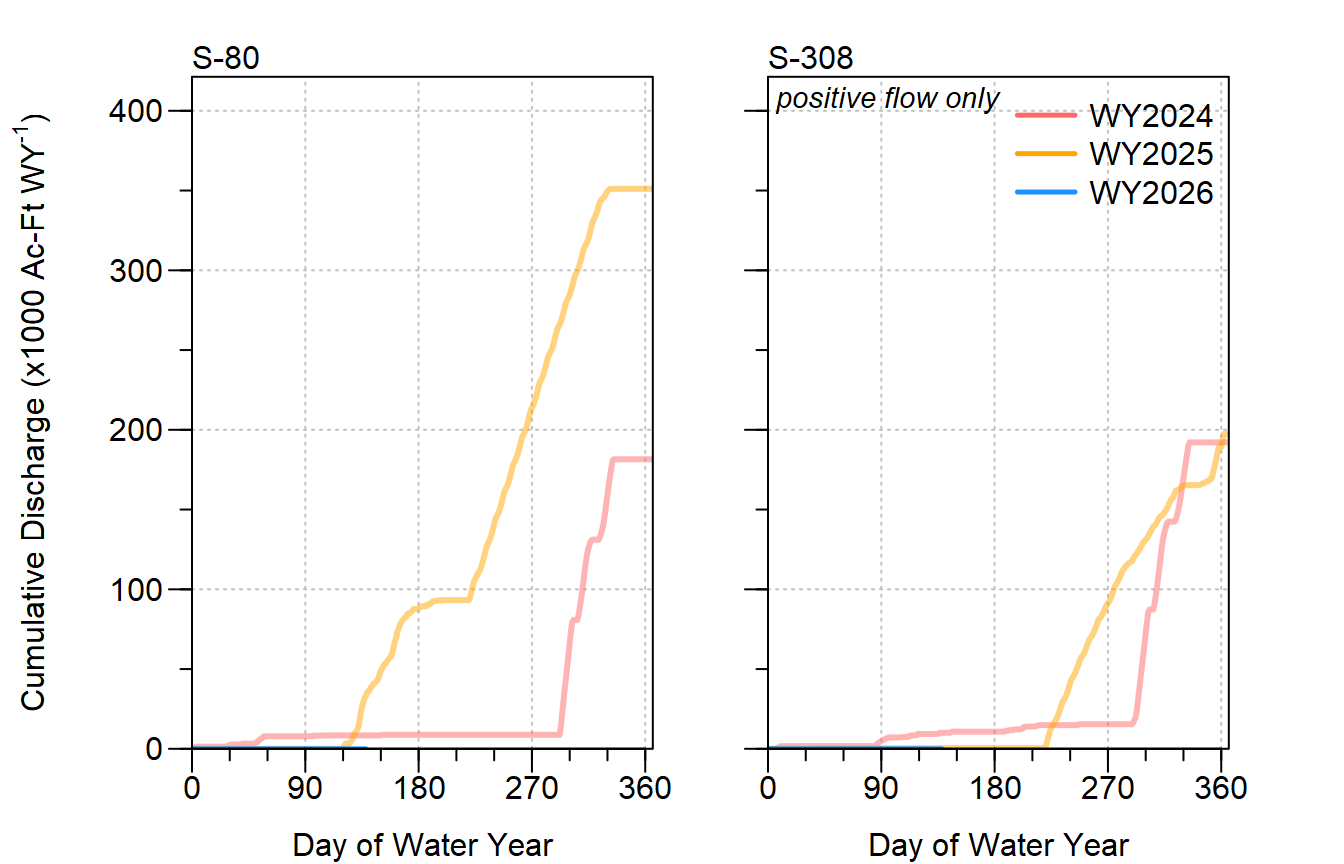 S-80
S-308
positive flow only
WY2024
WY2025
WY2026
Cumulative Discharge (x1000 Ac-Ft WY-1)
400
300
200
100
0
0 90 180 270 360
0 90 180 270 360
Day of Water Year
Day of Water Year